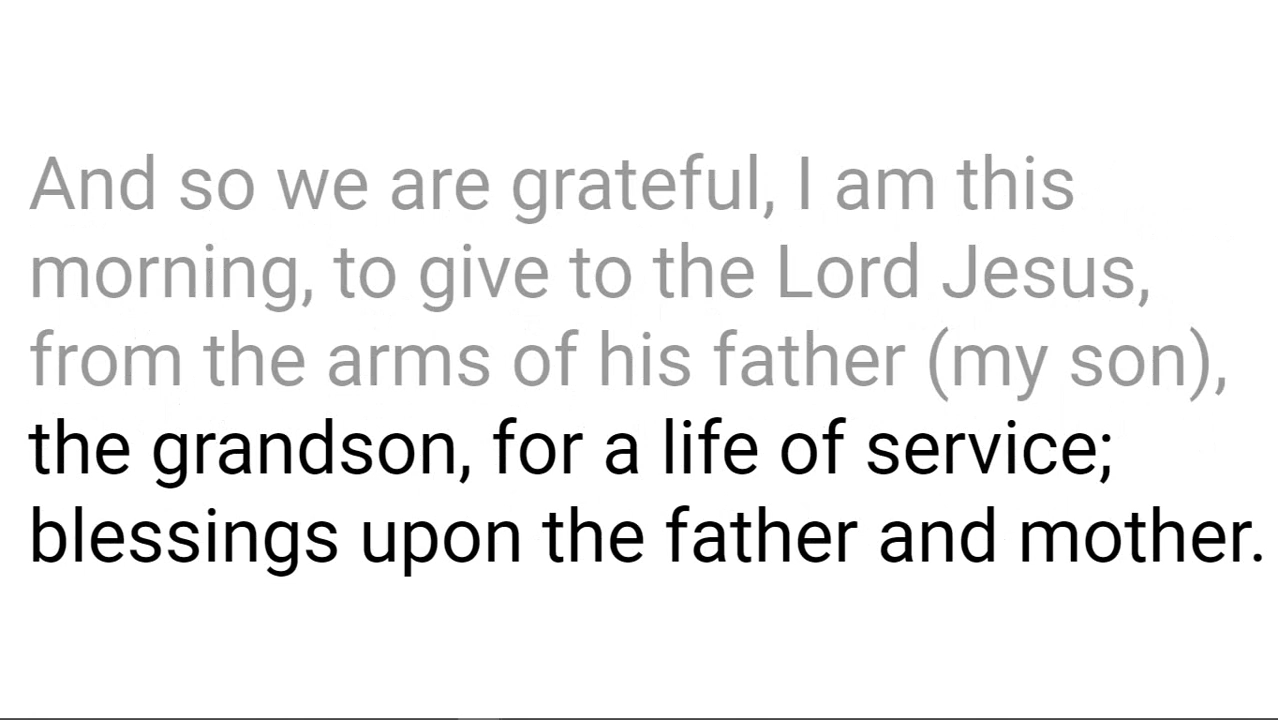 And so we are grateful, I am this
morning, to give to the Lord Jesus,
from the arms of his father (my son),
the grandson, for a life of service;
blessings upon the father and mother.